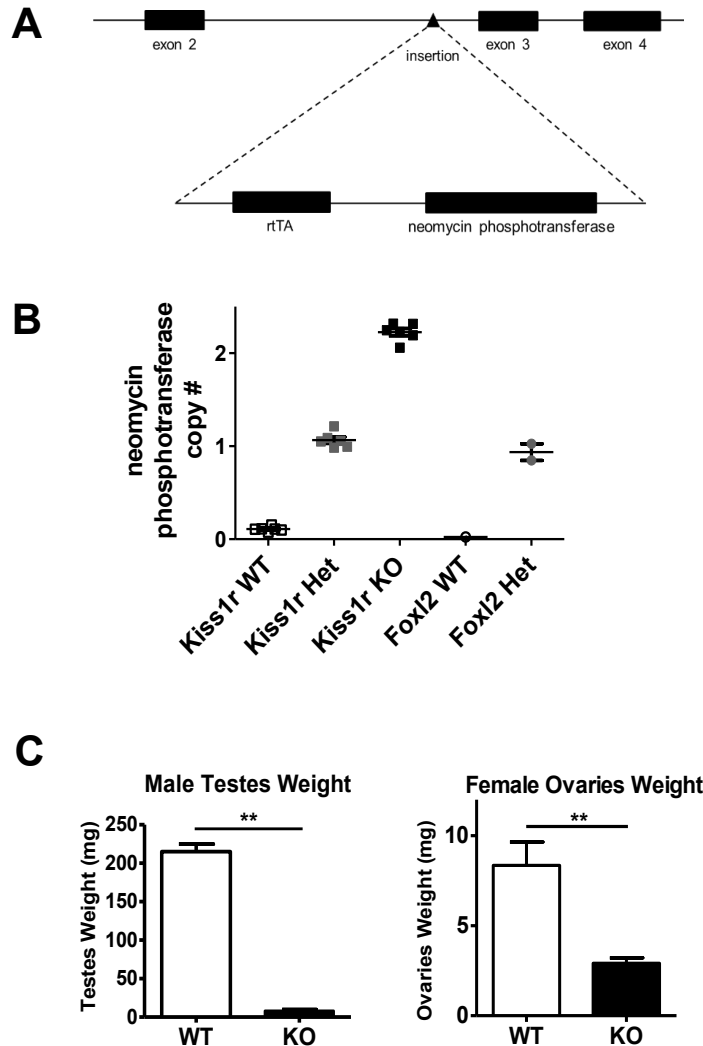 A
exon 2
insertion
exon 3
exon 4
rtTA
neomycin phosphotransferase
B
neomycin
phosphotransferase
copy #
2
1
0
Kiss1r WT
Kiss1r Het
Kiss1r KO
Foxl2 WT
Foxl2 Het
C
Male Testes Weight
Testes Weight (mg)
250
200
150
100
50
0
**
WT
KO
Female Ovaries Weight
Ovaries Weight (mg)
10
5
0
**
WT
KO